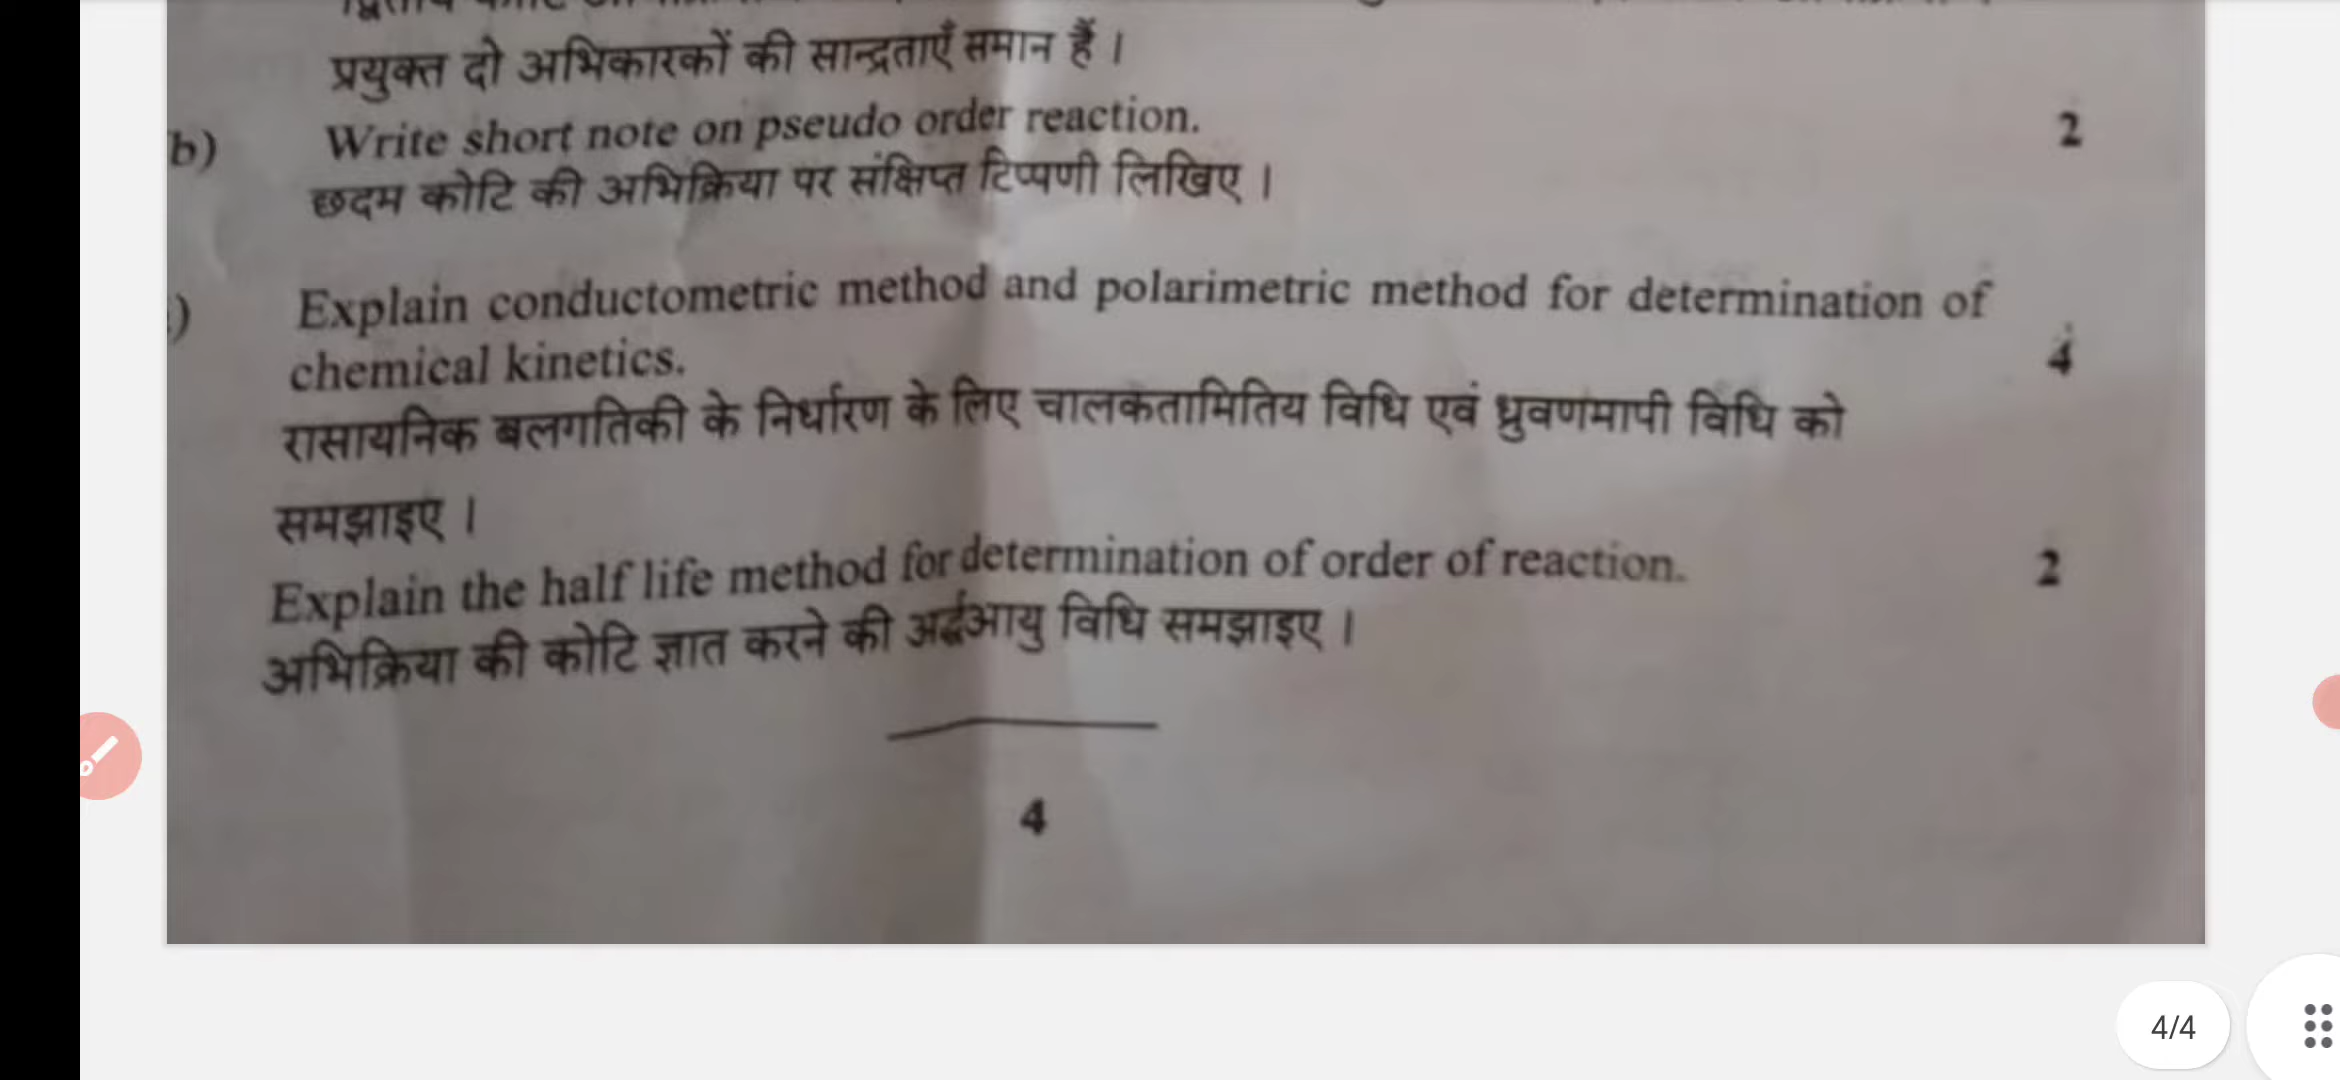 प्रयुक्त दो अभिकारकों की सान्द्रताएँ समान हैं ।
b) Write short note on pseudo order reaction. 2
छदम कोटि की अभिक्रिया पर संक्षिप्त टिप्पणी लिखिए ।
) Explain conductometric method and polarimetric method for determination of
chemical kinetics. 4
रासायनिक बलगतिकी के निर्धारण के लिए चालकतामितिय विधि एवं ध्रुवणमापी विधि को
समझाइए ।
Explain the half life method for determination of order of reaction. 2
अभिक्रिया की कोटि ज्ञात करने की अर्द्धआयु विधि समझाइए ।
4
4/4